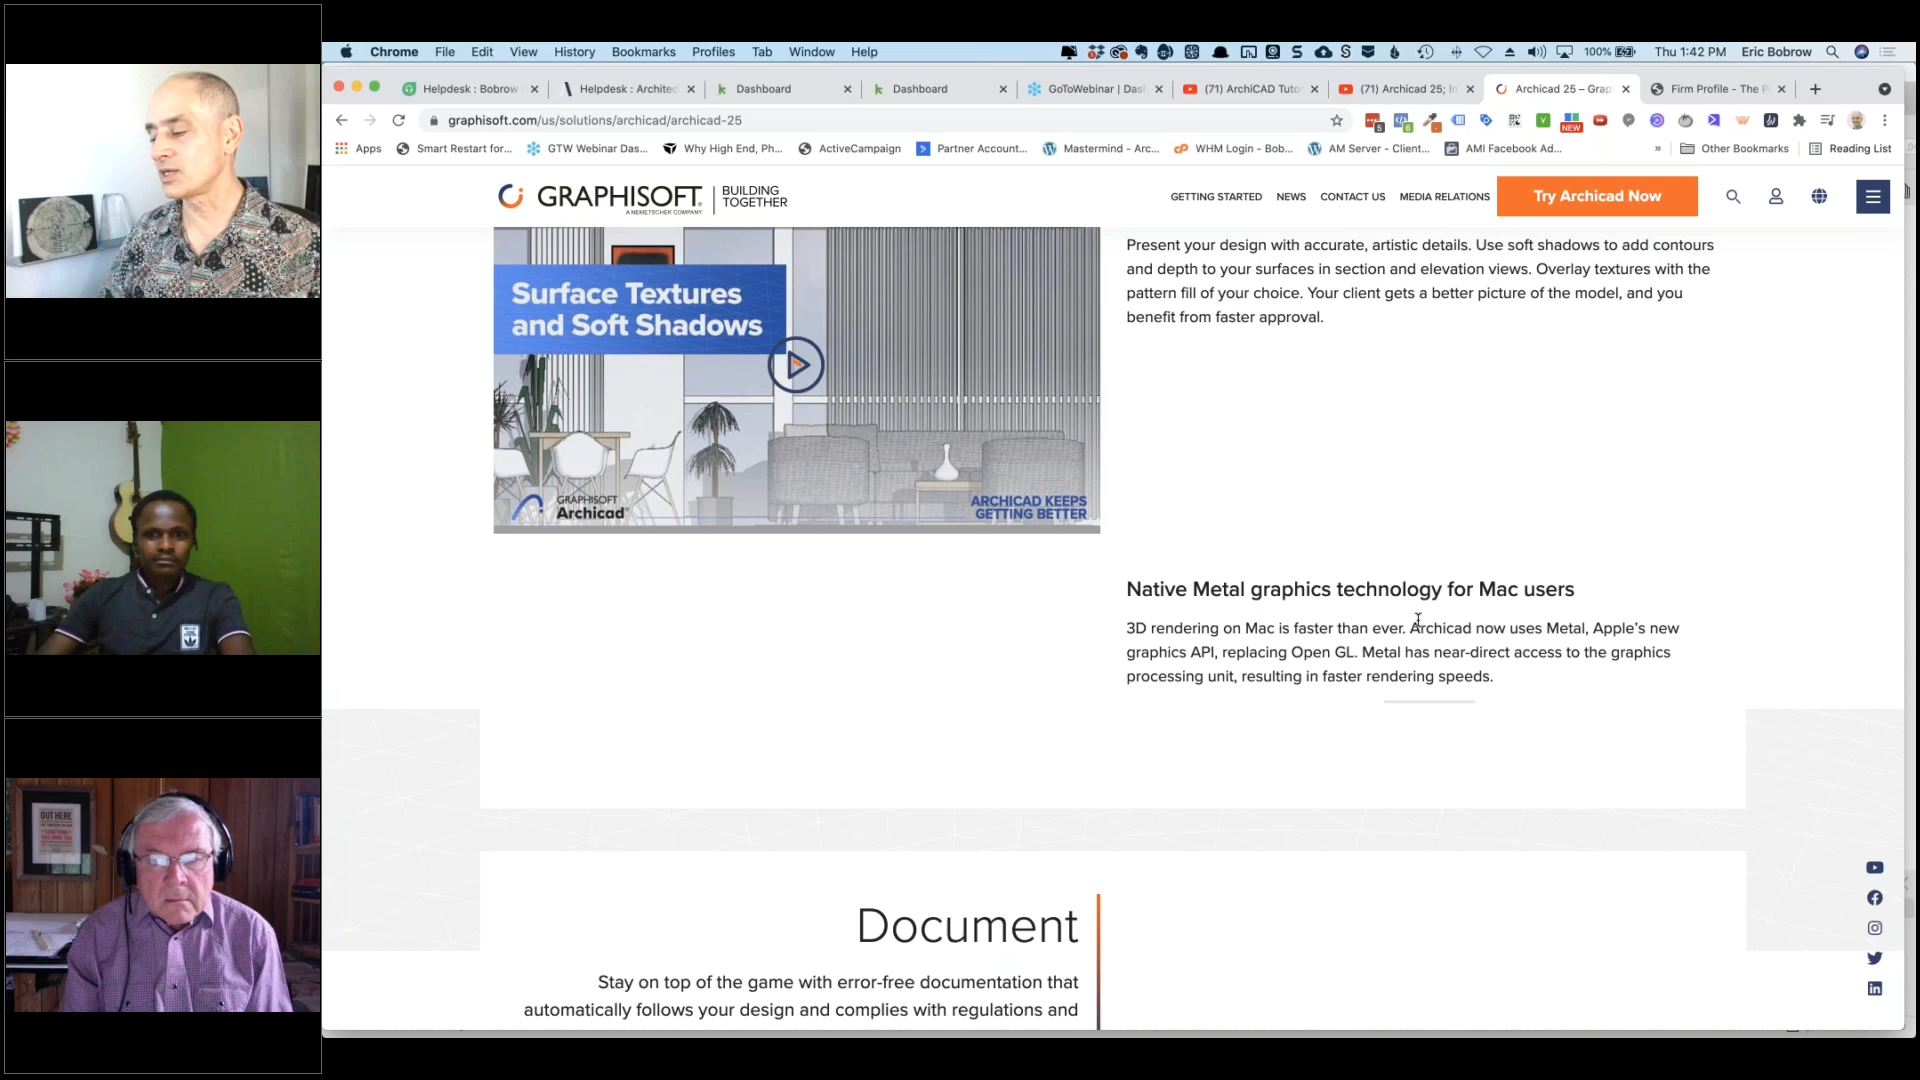 Chrome File Edit View History Bookmarks Profiles Tab Window Help
100% Thu 1:42 PM Eric Bobrow
Helpdesk : Bobrow
Helpdesk : Architec
Dashboard
Dashboard
GoToWebinar | Das
(71) ArchiCAD Tuto
(71) Archicad 25; In
Archicad 25 – Grap
Firm Profile - The P
graphisoft.com/us/solutions/archicad/archicad-25
5
6
NEW
Apps
Smart Restart for...
GTW Webinar Das...
Why High End, Ph...
ActiveCampaign
Partner Account...
Mastermind - Arc...
WHM Login - Bob...
AM Server - Client...
AMI Facebook Ad...
»
Other Bookmarks
Reading List
GRAPHISOFT
A NEMETSCHEK COMPANY
BUILDING
TOGETHER
GETTING STARTED NEWS CONTACT US MEDIA RELATIONS
Try Archicad Now
Surface Textures
and Soft Shadows
GRAPHISOFT
Archicad
ARCHICAD KEEPS
GETTING BETTER
Present your design with accurate, artistic details. Use soft shadows to add contours
and depth to your surfaces in section and elevation views. Overlay textures with the
pattern fill of your choice. Your client gets a better picture of the model, and you
benefit from faster approval.
Native Metal graphics technology for Mac users
3D rendering on Mac is faster than ever. Archicad now uses Metal, Apple’s new
graphics API, replacing Open GL. Metal has near-direct access to the graphics
processing unit, resulting in faster rendering speeds.
Document
Stay on top of the game with error-free documentation that
automatically follows your design and complies with regulations and
OUT HERE